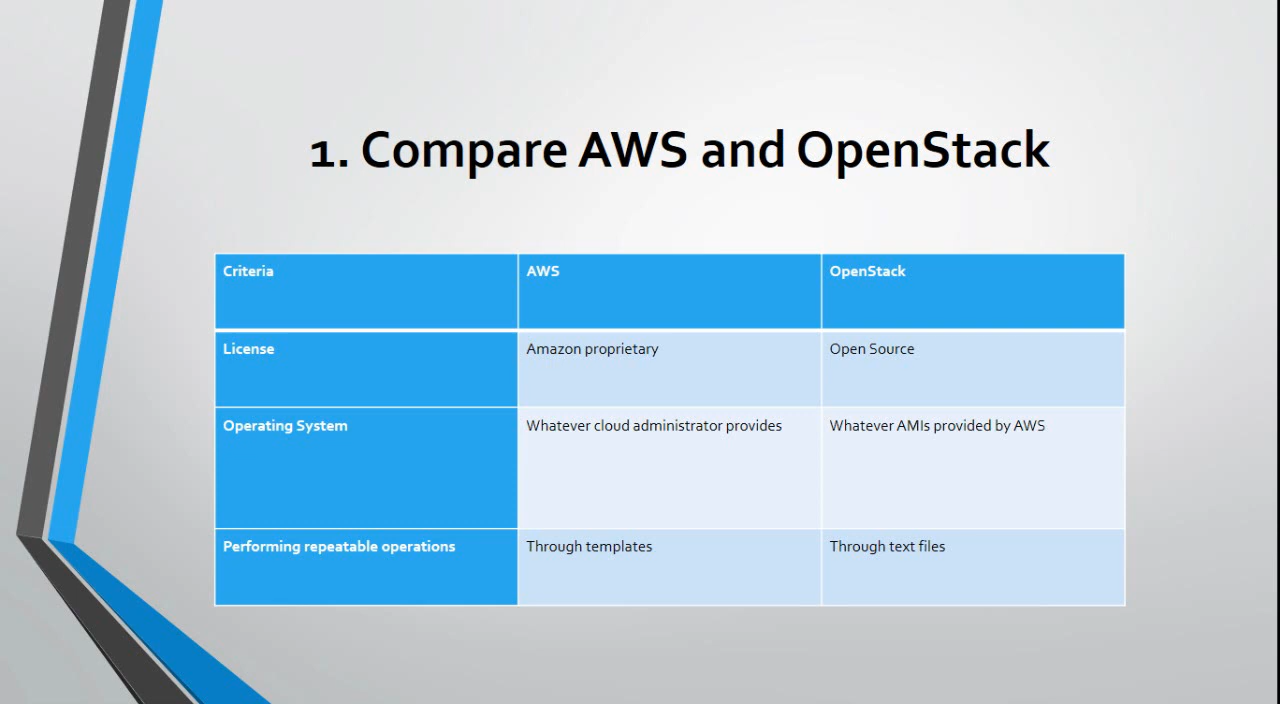 1. Compare AWS and OpenStack
Criteria AWS OpenStack
License Amazon proprietary Open Source
Operating System Whatever cloud administrator provides Whatever AMIs provided by AWS
Performing repeatable operations Through templates Through text files